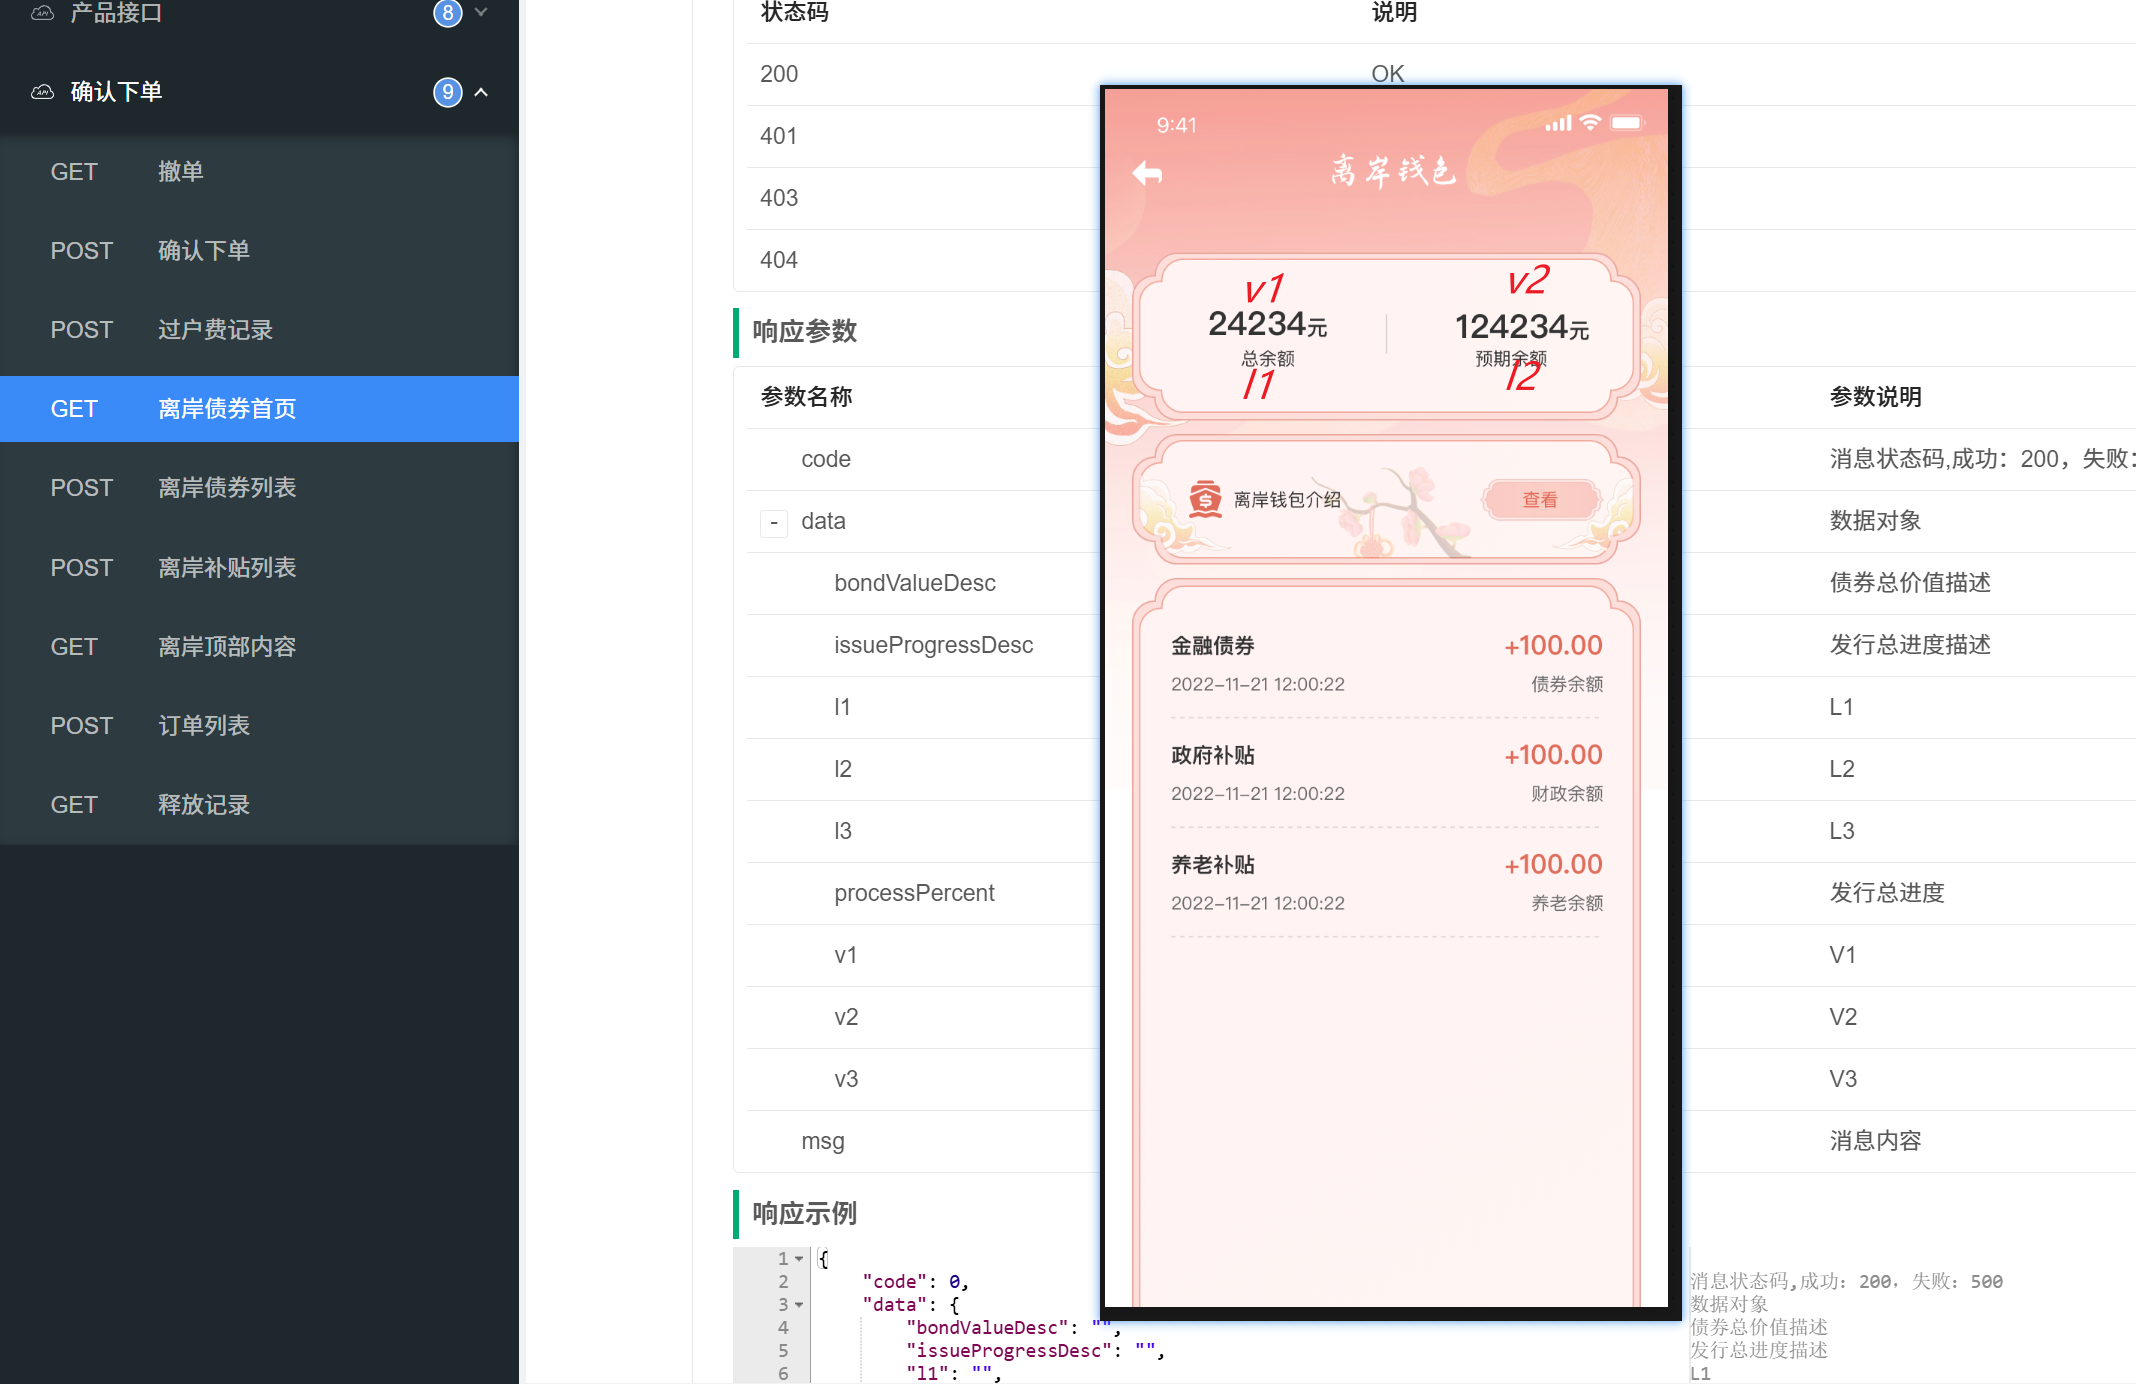 产品接口 8
确认下单 9
GET 撤单
POST 确认下单
POST 过户费记录
GET 离岸债券首页
POST 离岸债券列表
POST 离岸补贴列表
GET 离岸顶部内容
POST 订单列表
GET 释放记录
状态码 说明
200 OK
401
403
404
响应参数
参数名称 参数说明
code 消息状态码,成功：200，失败：
- data 数据对象
bondValueDesc 债券总价值描述
issueProgressDesc 发行总进度描述
l1 L1
l2 L2
l3 L3
processPercent 发行总进度
v1 V1
v2 V2
v3 V3
msg 消息内容
响应示例
1 {
2 "code": 0, 消息状态码,成功：200，失败：500
3 "data": { 数据对象
4 "bondValueDesc": "", 债券总价值描述
5 "issueProgressDesc": "", 发行总进度描述
6 "l1": "", L1
9:41
离岸钱包
v1 v2
24234元 124234元
总余额 预期余额
l1 l2
离岸钱包介绍 查看
金融债券 +100.00
2022-11-21 12:00:22 债券余额
政府补贴 +100.00
2022-11-21 12:00:22 财政余额
养老补贴 +100.00
2022-11-21 12:00:22 养老余额